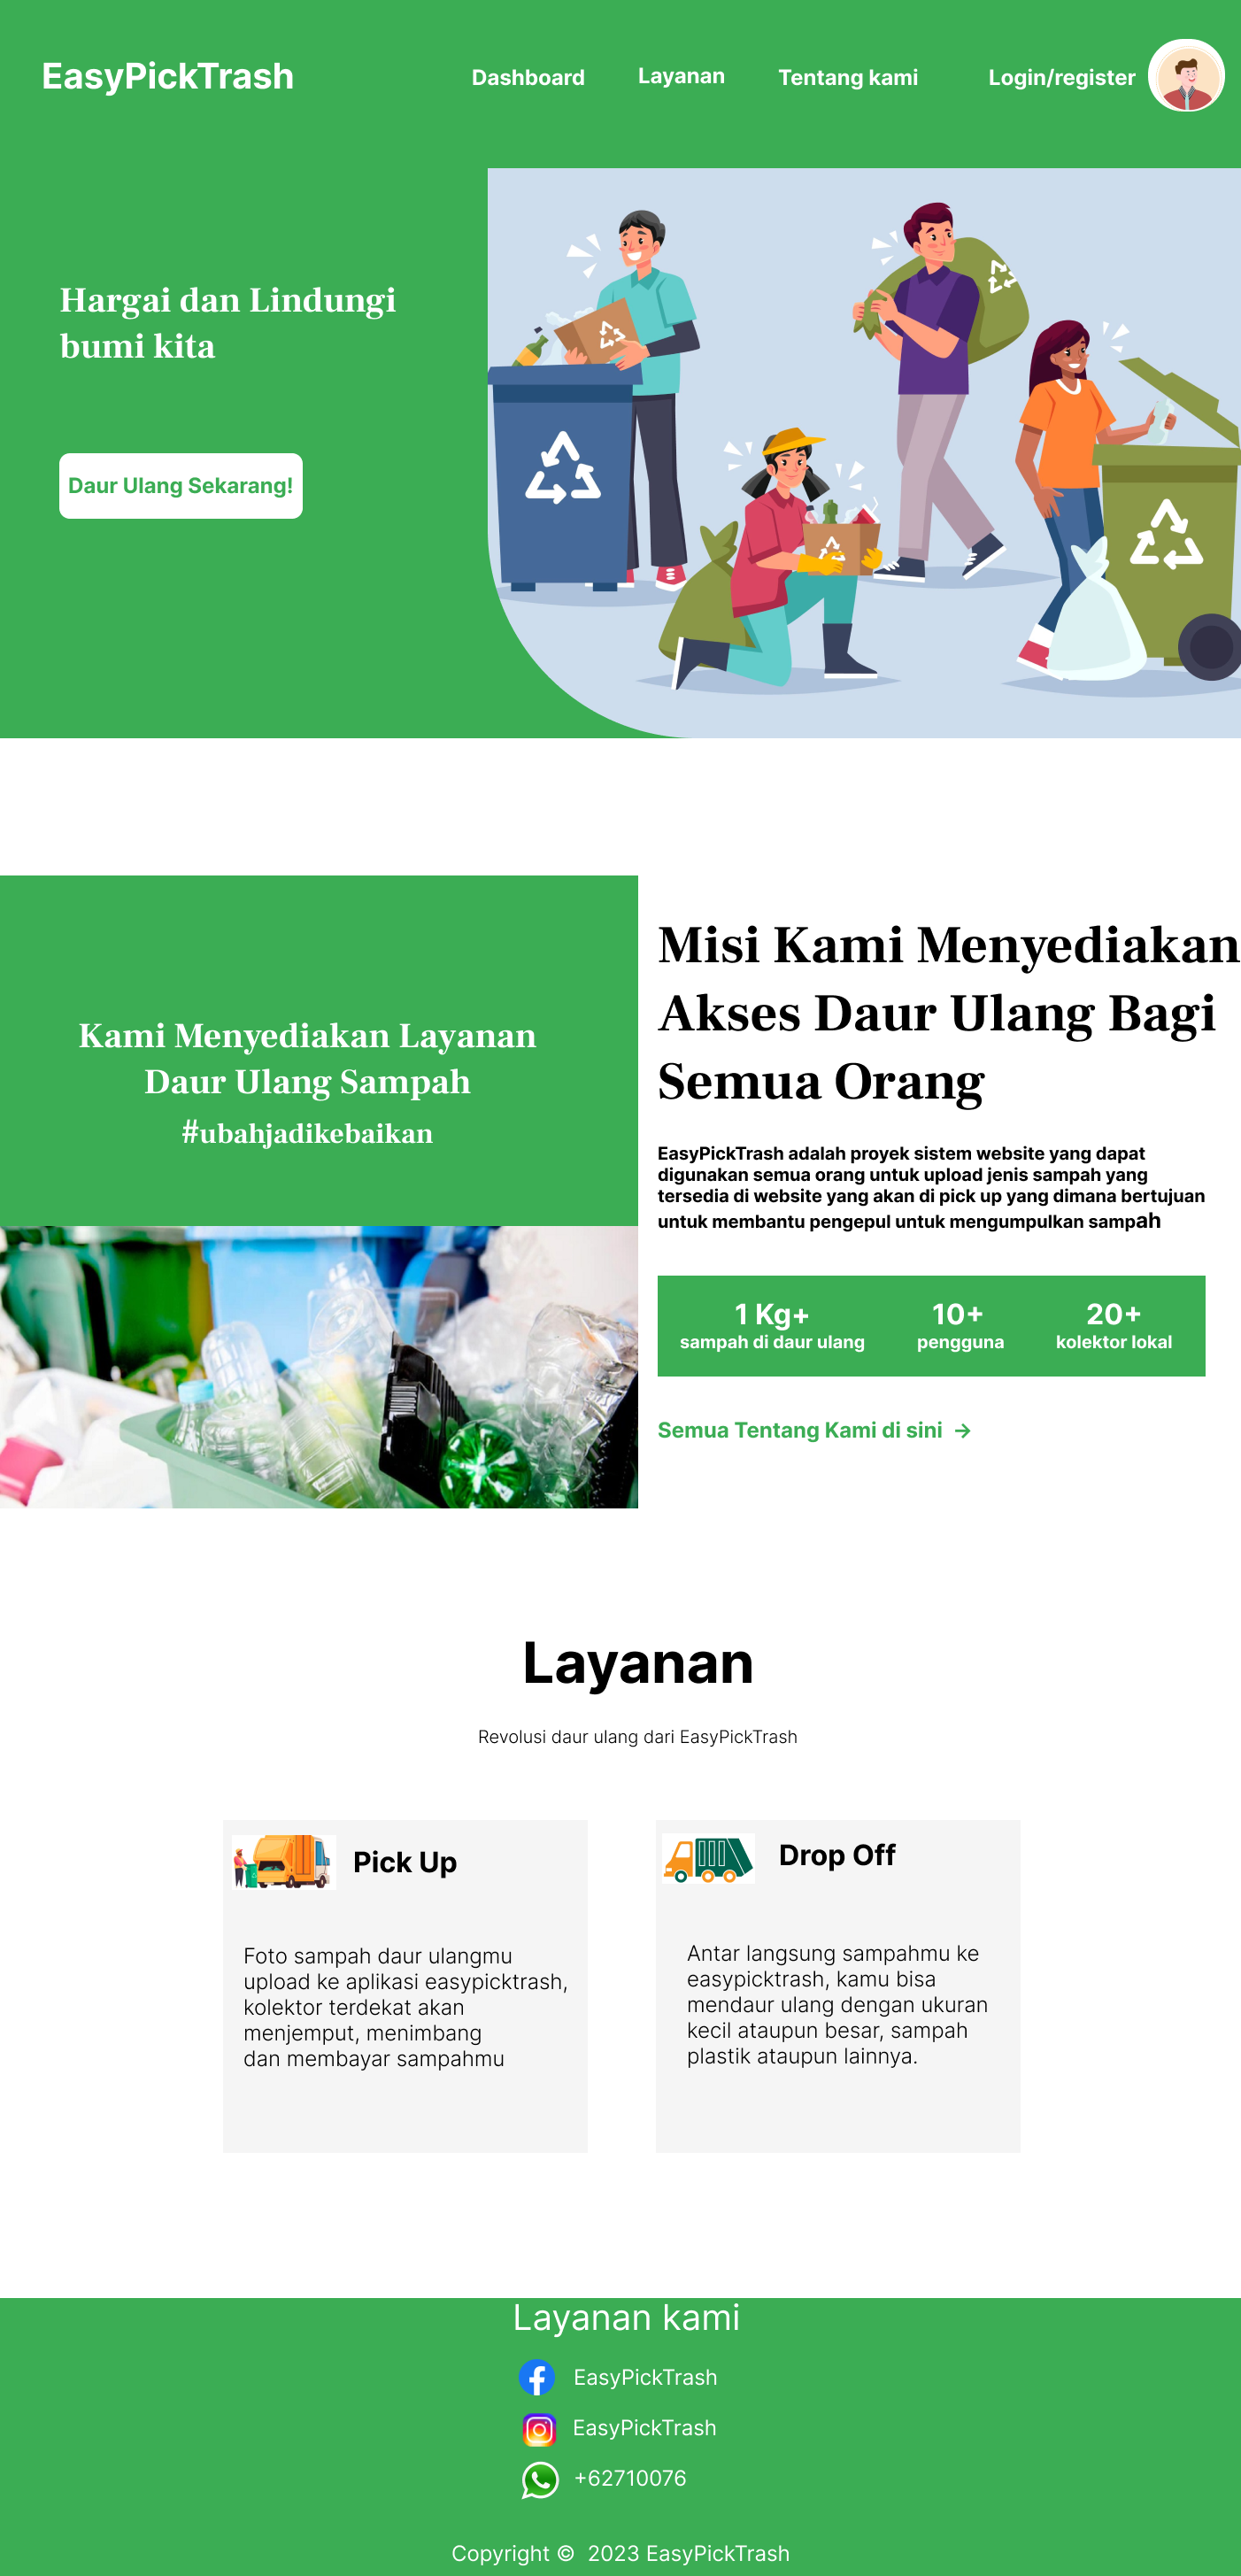 EasyPickTrash
Dashboard
Layanan
Tentang kami
Login/register
Hargai dan Lindungi
bumi kita
Daur Ulang Sekarang!
Kami Menyediakan Layanan
Daur Ulang Sampah
#ubahjadikebaikan
Misi Kami Menyediakan
Akses Daur Ulang Bagi
Semua Orang
EasyPickTrash adalah proyek sistem website yang dapat
digunakan semua orang untuk upload jenis sampah yang
tersedia di website yang akan di pick up yang dimana bertujuan
untuk membantu pengepul untuk mengumpulkan sampah
1 Kg+
sampah di daur ulang
10+
pengguna
20+
kolektor lokal
Semua Tentang Kami di sini →
Layanan
Revolusi daur ulang dari EasyPickTrash
Pick Up
Foto sampah daur ulangmu
upload ke aplikasi easypicktrash,
kolektor terdekat akan
menjemput, menimbang
dan membayar sampahmu
Drop Off
Antar langsung sampahmu ke
easypicktrash, kamu bisa
mendaur ulang dengan ukuran
kecil ataupun besar, sampah
plastik ataupun lainnya.
Layanan kami
EasyPickTrash
EasyPickTrash
+62710076
Copyright © 2023 EasyPickTrash